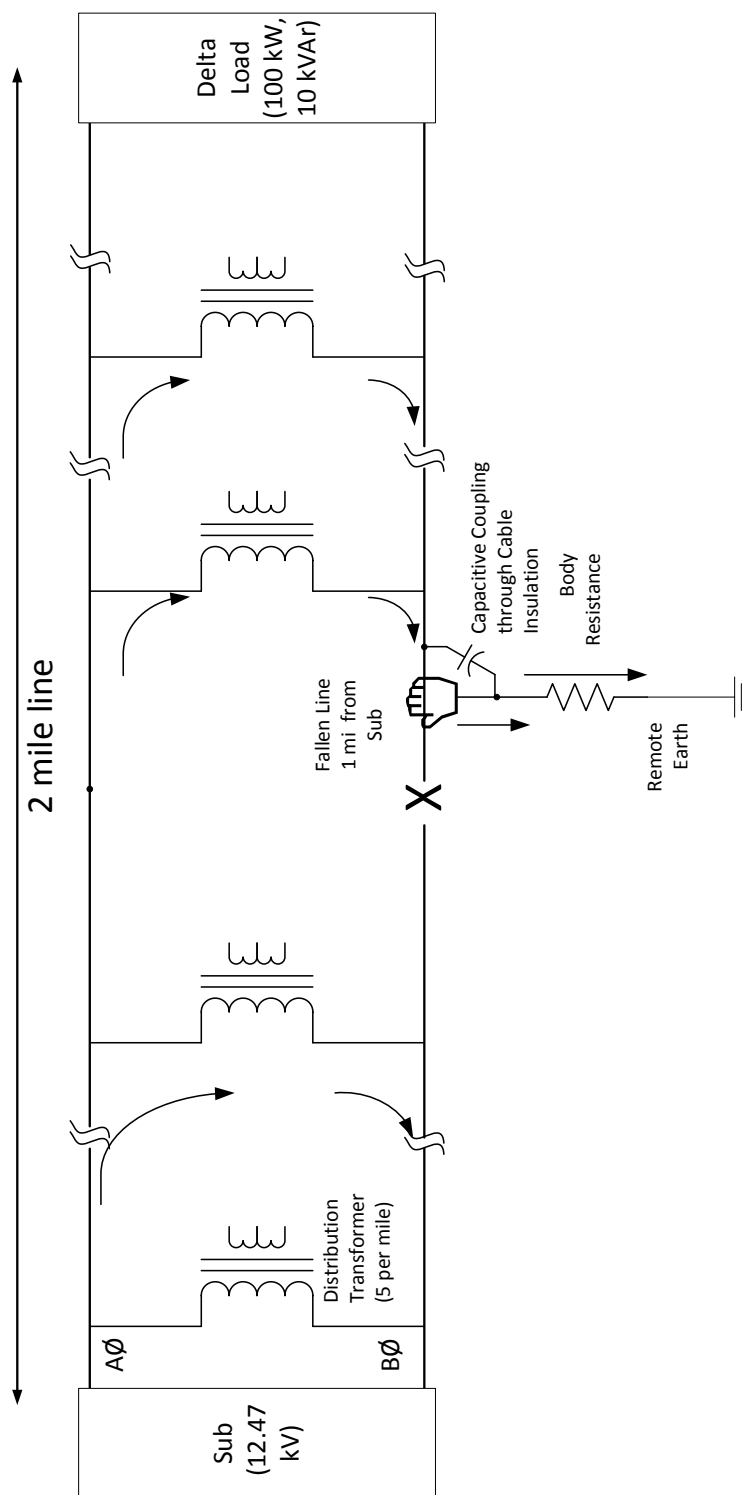 2 mile line
Sub
(12.47
kV)
AØ
BØ
Distribution
Transformer
(5 per mile)
Fallen Line
1 mi from
Sub
X
Capacitive Coupling
through Cable
Insulation
Body
Resistance
Remote
Earth
Delta
Load
(100 kW,
10 kVAr)